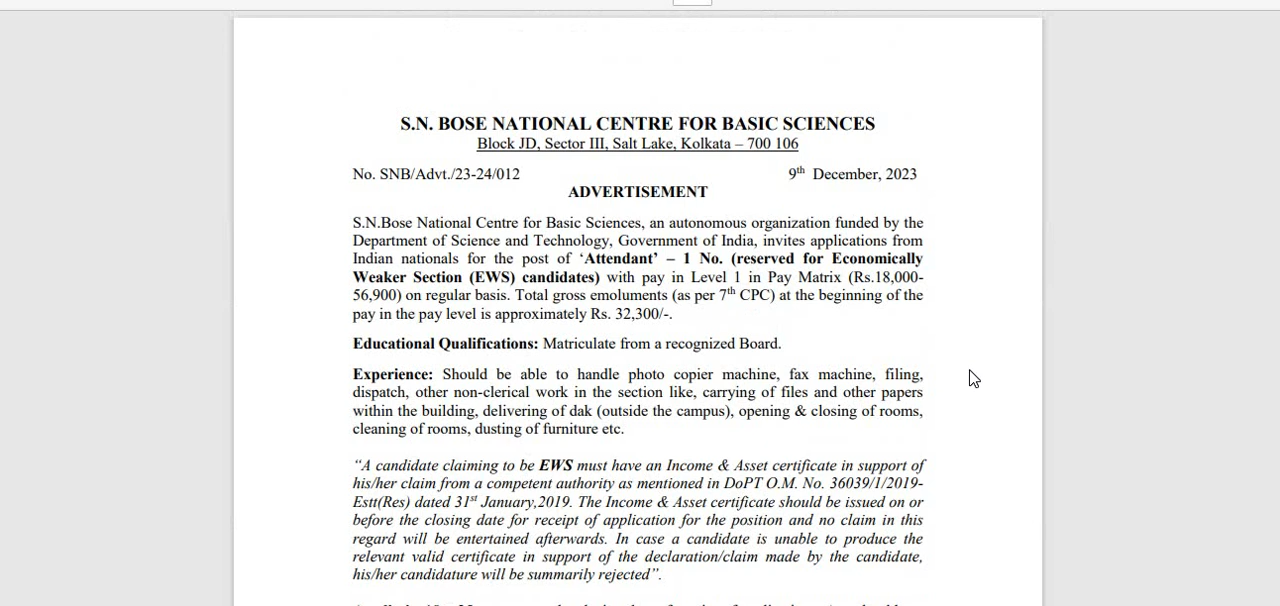 S.N. BOSE NATIONAL CENTRE FOR BASIC SCIENCES
Block JD, Sector III, Salt Lake, Kolkata – 700 106
No. SNB/Advt./23-24/012 9th December, 2023
ADVERTISEMENT
S.N.Bose National Centre for Basic Sciences, an autonomous organization funded by the
Department of Science and Technology, Government of India, invites applications from
Indian nationals for the post of ‘Attendant’ – 1 No. (reserved for Economically
Weaker Section (EWS) candidates) with pay in Level 1 in Pay Matrix (Rs.18,000-
56,900) on regular basis. Total gross emoluments (as per 7th CPC) at the beginning of the
pay in the pay level is approximately Rs. 32,300/-.
Educational Qualifications: Matriculate from a recognized Board.
Experience: Should be able to handle photo copier machine, fax machine, filing,
dispatch, other non-clerical work in the section like, carrying of files and other papers
within the building, delivering of dak (outside the campus), opening & closing of rooms,
cleaning of rooms, dusting of furniture etc.
“A candidate claiming to be EWS must have an Income & Asset certificate in support of
his/her claim from a competent authority as mentioned in DoPT O.M. No. 36039/1/2019-
Estt(Res) dated 31st January,2019. The Income & Asset certificate should be issued on or
before the closing date for receipt of application for the position and no claim in this
regard will be entertained afterwards. In case a candidate is unable to produce the
relevant valid certificate in support of the declaration/claim made by the candidate,
his/her candidature will be summarily rejected”.